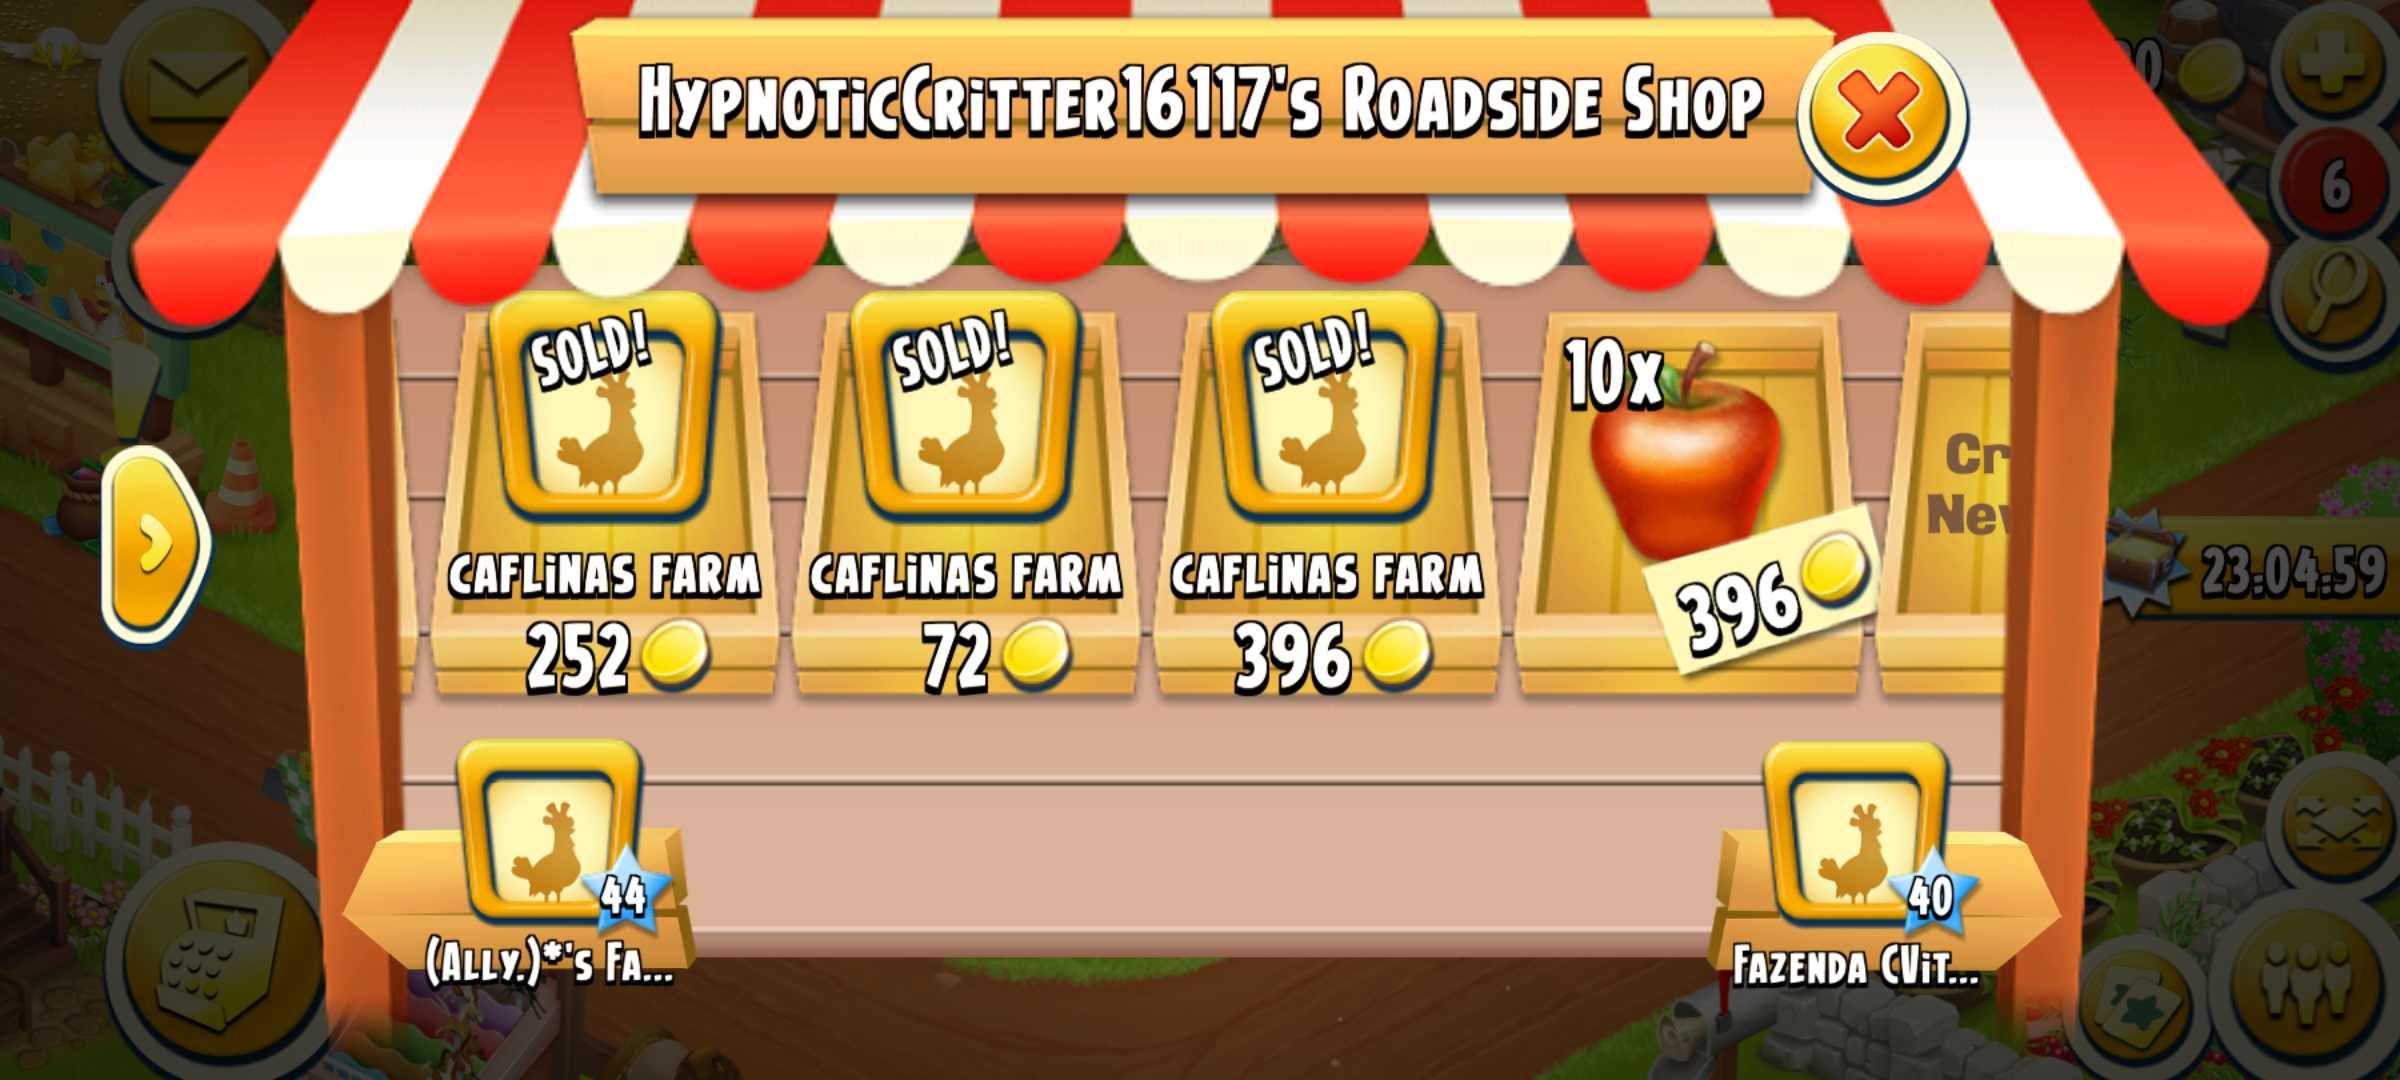 HypnoticCritter16117's Roadside Shop
6
SOLD!
SOLD!
SOLD!
10x
396
Caflinas farm
252
Caflinas farm
72
Caflinas farm
396
23:04:59
44
(Ally.)*'s Fa...
40
Fazenda CVit...